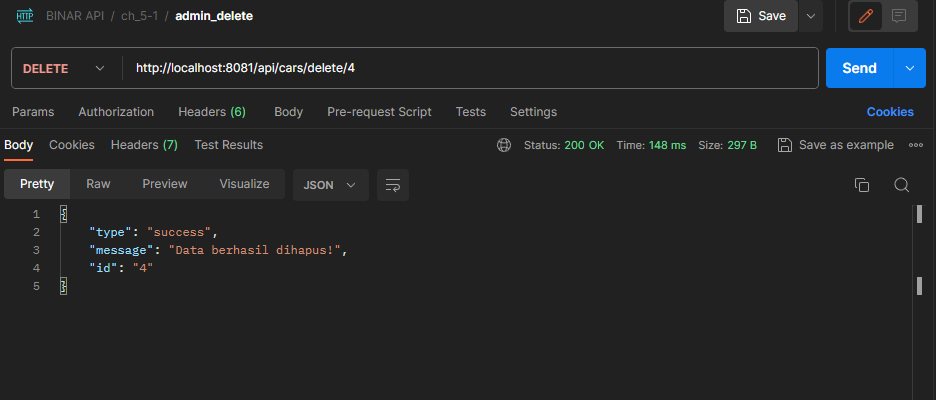 HTTP BINAR API / ch_5-1 / admin_delete Save
DELETE http://localhost:8081/api/cars/delete/4 Send
Params Authorization Headers (6) Body Pre-request Script Tests Settings Cookies
Body Cookies Headers (7) Test Results Status: 200 OK Time: 148 ms Size: 297 B Save as example
Pretty Raw Preview Visualize JSON
1 {
2 "type": "success",
3 "message": "Data berhasil dihapus!",
4 "id": "4"
5 }